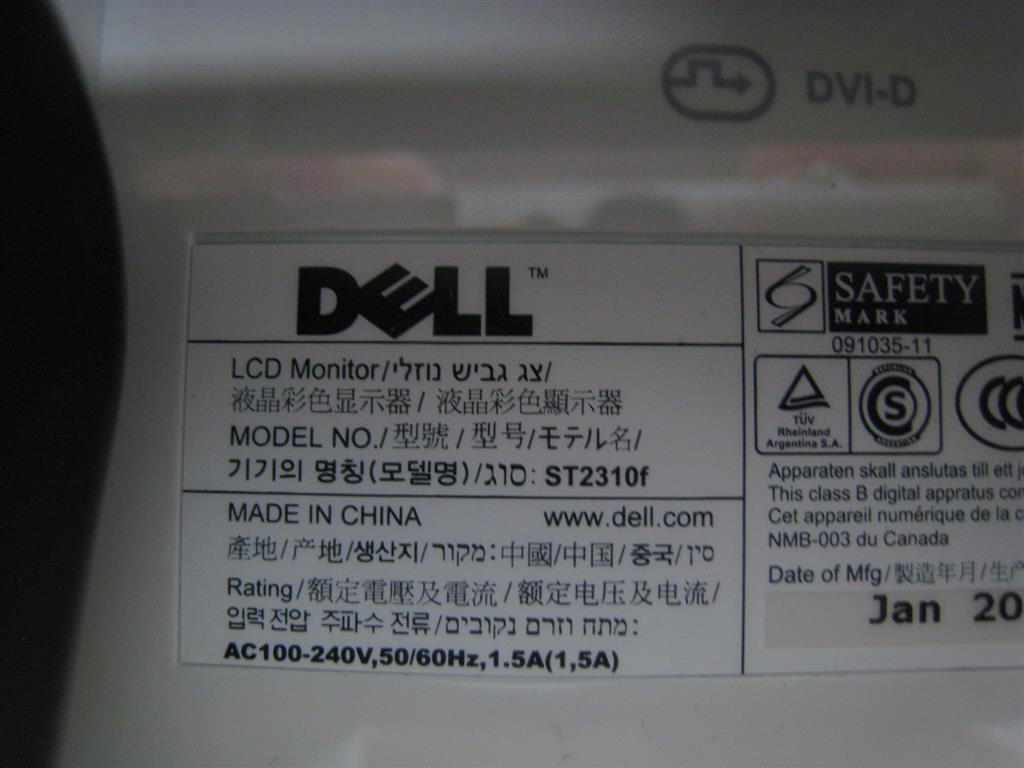 DVI-D
DELL™
LCD Monitor/צג גביש נוזלי/
液晶彩色显示器/ 液晶彩色顯示器
MODEL NO./型號/型号/モデル名/
기기의 명칭(모델명)/סוג: ST2310f
MADE IN CHINA www.dell.com
產地/产地/생산지/מקור:中國/中国/중국/סין
Rating/額定電壓及電流/额定电压及电流/
입력 전압 주파수 전류/מתח וזרם נקובים:
AC100-240V,50/60Hz,1.5A(1,5A)
SAFETY
MARK
091035-11
TÜV
Rheinland
Argentina S.A.
S
Apparaten skall anslutas till ett
This class B digital appratus
Cet appareil numérique de la
NMB-003 du Canada
Date of Mfg/製造年月/
Jan 20